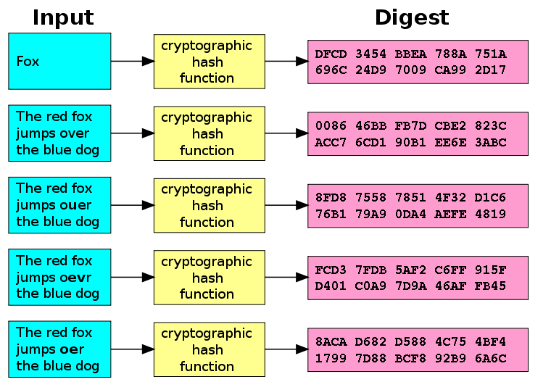 Input
Digest
Fox
cryptographic
hash
function
DFCD 3454 BBEA 788A 751A
696C 24D9 7009 CA99 2D17
The red fox
jumps over
the blue dog
cryptographic
hash
function
0086 46BB FB7D CBE2 823C
ACC7 6CD1 90B1 EE6E 3ABC
The red fox
jumps ouer
the blue dog
cryptographic
hash
function
8FD8 7558 7851 4F32 D1C6
76B1 79A9 0DA4 AEFE 4819
The red fox
jumps oevr
the blue dog
cryptographic
hash
function
FCD3 7FDB 5AF2 C6FF 915F
D401 C0A9 7D9A 46AF FB45
The red fox
jumps oer
the blue dog
cryptographic
hash
function
8ACA D682 D588 4C75 4BF4
1799 7D88 BCF8 92B9 6A6C